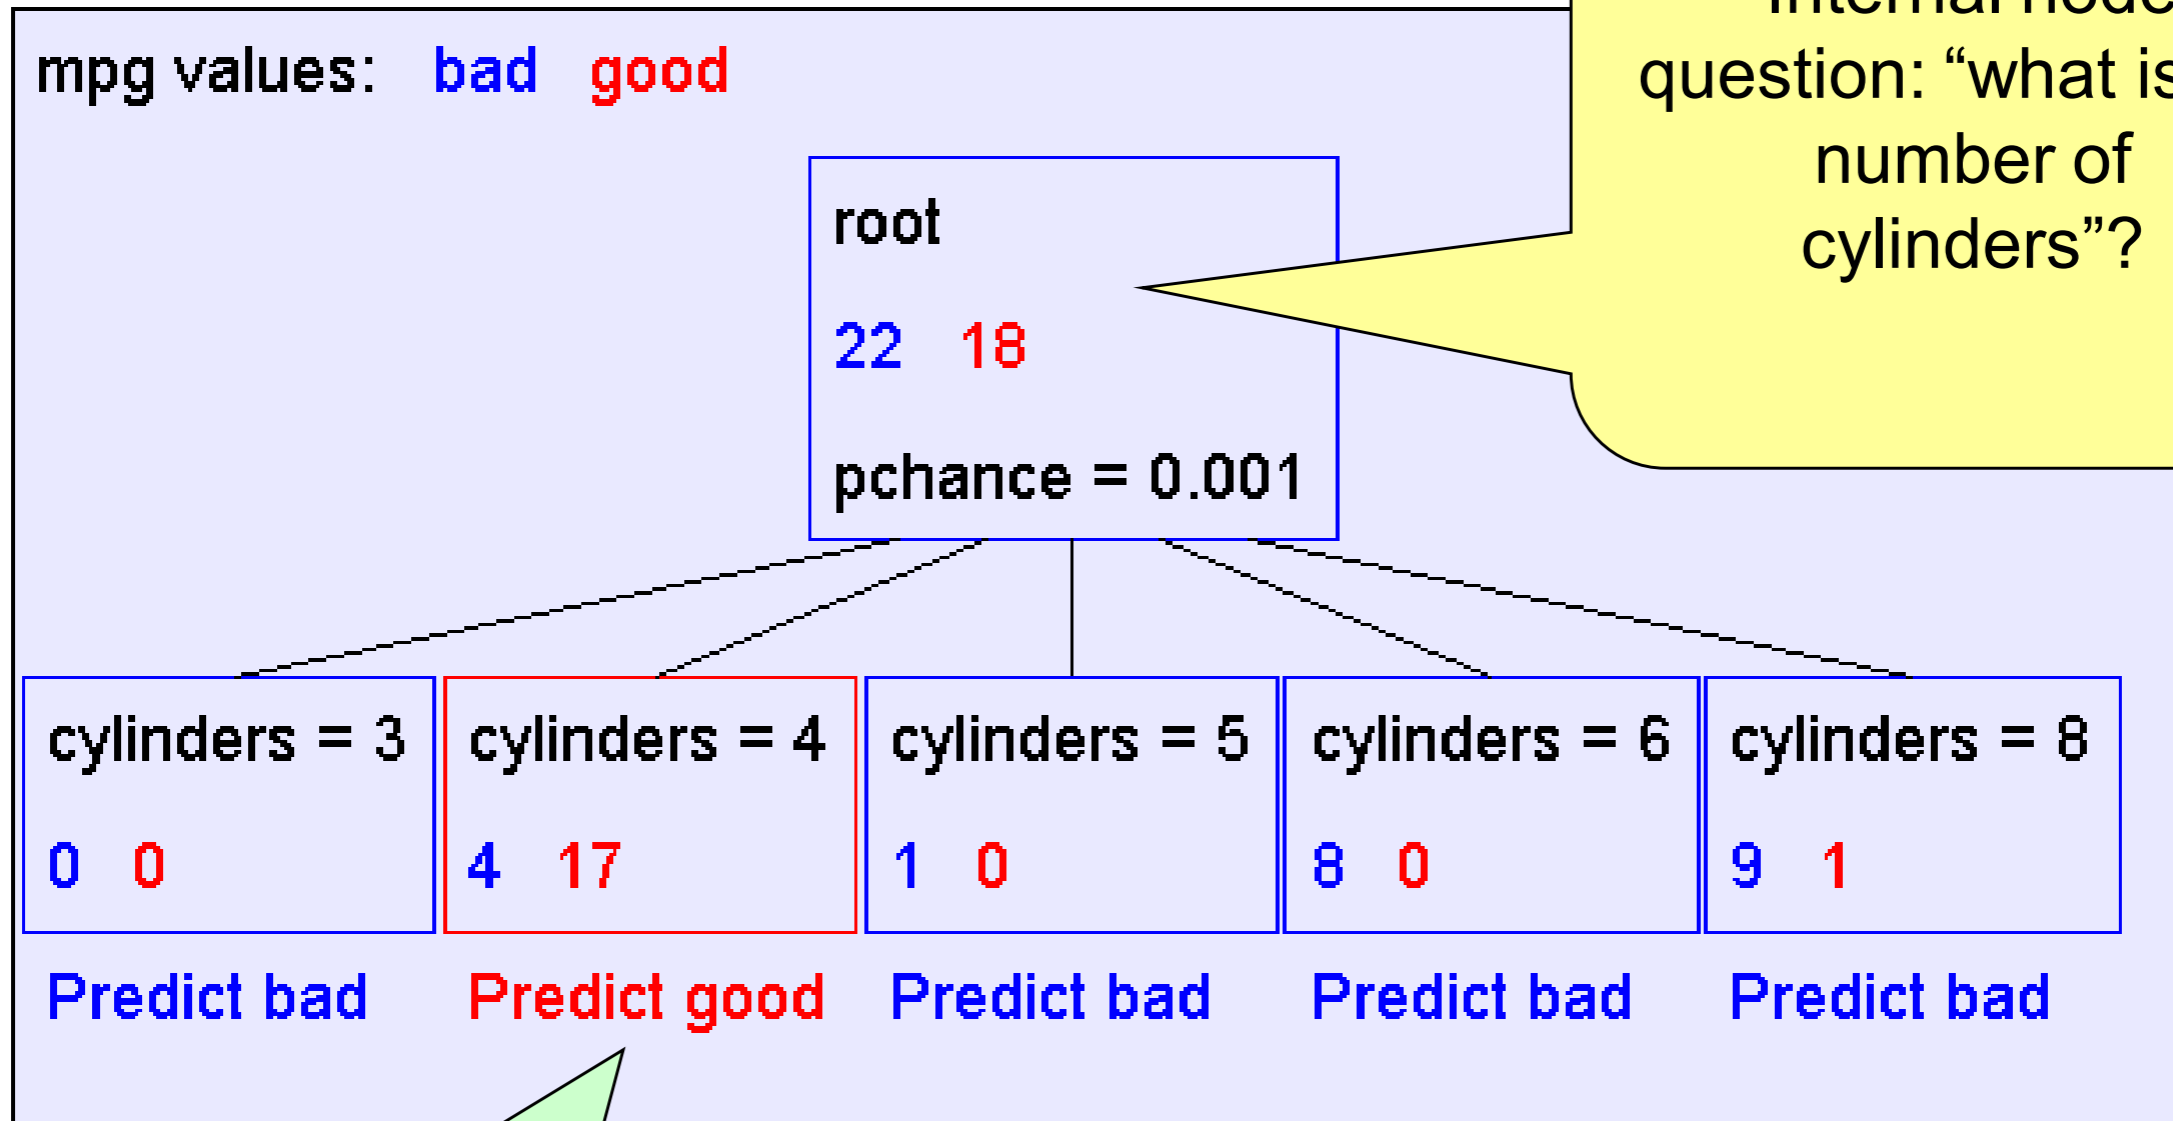 Internal node
question: “what is
number of
cylinders”?
mpg values: bad good
root
22 18
pchance = 0.001
cylinders = 3
0 0
Predict bad
cylinders = 4
4 17
Predict good
cylinders = 5
1 0
Predict bad
cylinders = 6
8 0
Predict bad
cylinders = 8
9 1
Predict bad